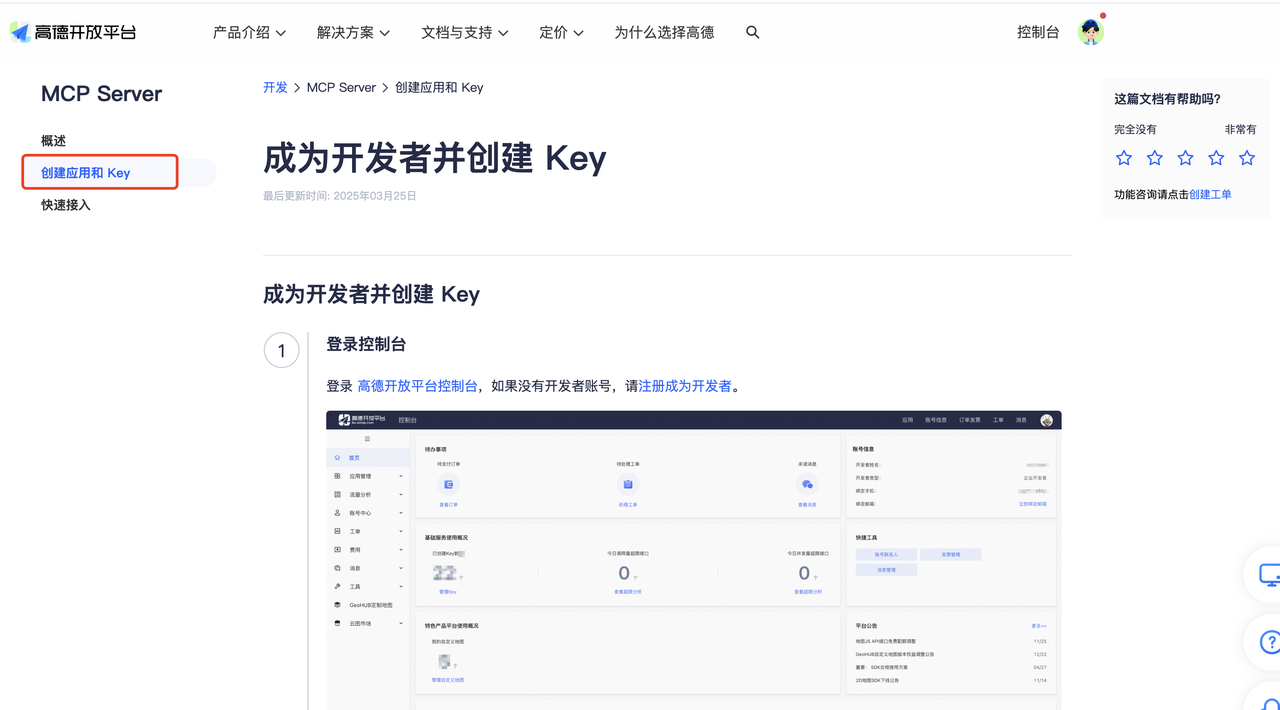 高德开放平台
产品介绍
解决方案
文档与支持
定价
为什么选择高德
控制台
MCP Server
概述
创建应用和 Key
快速接入
开发 > MCP Server > 创建应用和 Key
成为开发者并创建 Key
最后更新时间: 2025年03月25日
这篇文档有帮助吗?
完全没有 非常有
功能咨询请点击创建工单
成为开发者并创建 Key
1
登录控制台
登录 高德开放平台控制台，如果没有开发者账号，请注册成为开发者。
高德开放平台
控制台
应用
账号信息
订单发票
工单
消息
首页
应用管理
流量分析
账号中心
工单
费用
消息
工具
GeoHUB定制地图
云图市场
待办事项
待支付订单
待处理工单
未读消息
查看订单
处理工单
查看消息
基础服务使用概况
已创建Key数
今日调用量超限接口
今日并发量超限接口
个
0 个
0 个
管理Key
查看超限分析
查看超限分析
特色产品平台使用概况
我的自定义地图
个
管理自定义地图
账号信息
开发者姓名:
开发者类型: 企业开发者
绑定手机:
绑定邮箱: 立即绑定邮箱
快捷工具
账号联系人
发票管理
消息管理
平台公告 更多>>
地图JS API接口免费配额调整 11/25
GeoHUB自定义地图版本权益调整公告 12/22
重要： SDK合规使用方案 04/27
2D地图SDK下线公告 11/14